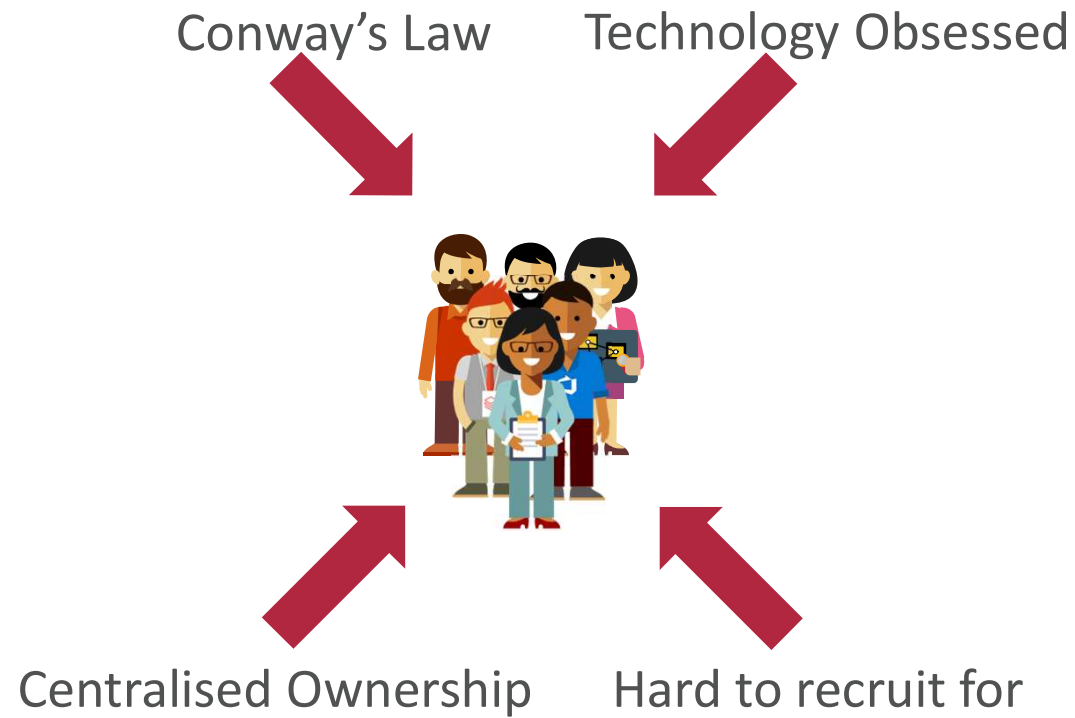 Conway’s Law
Technology Obsessed
Centralised Ownership
Hard to recruit for